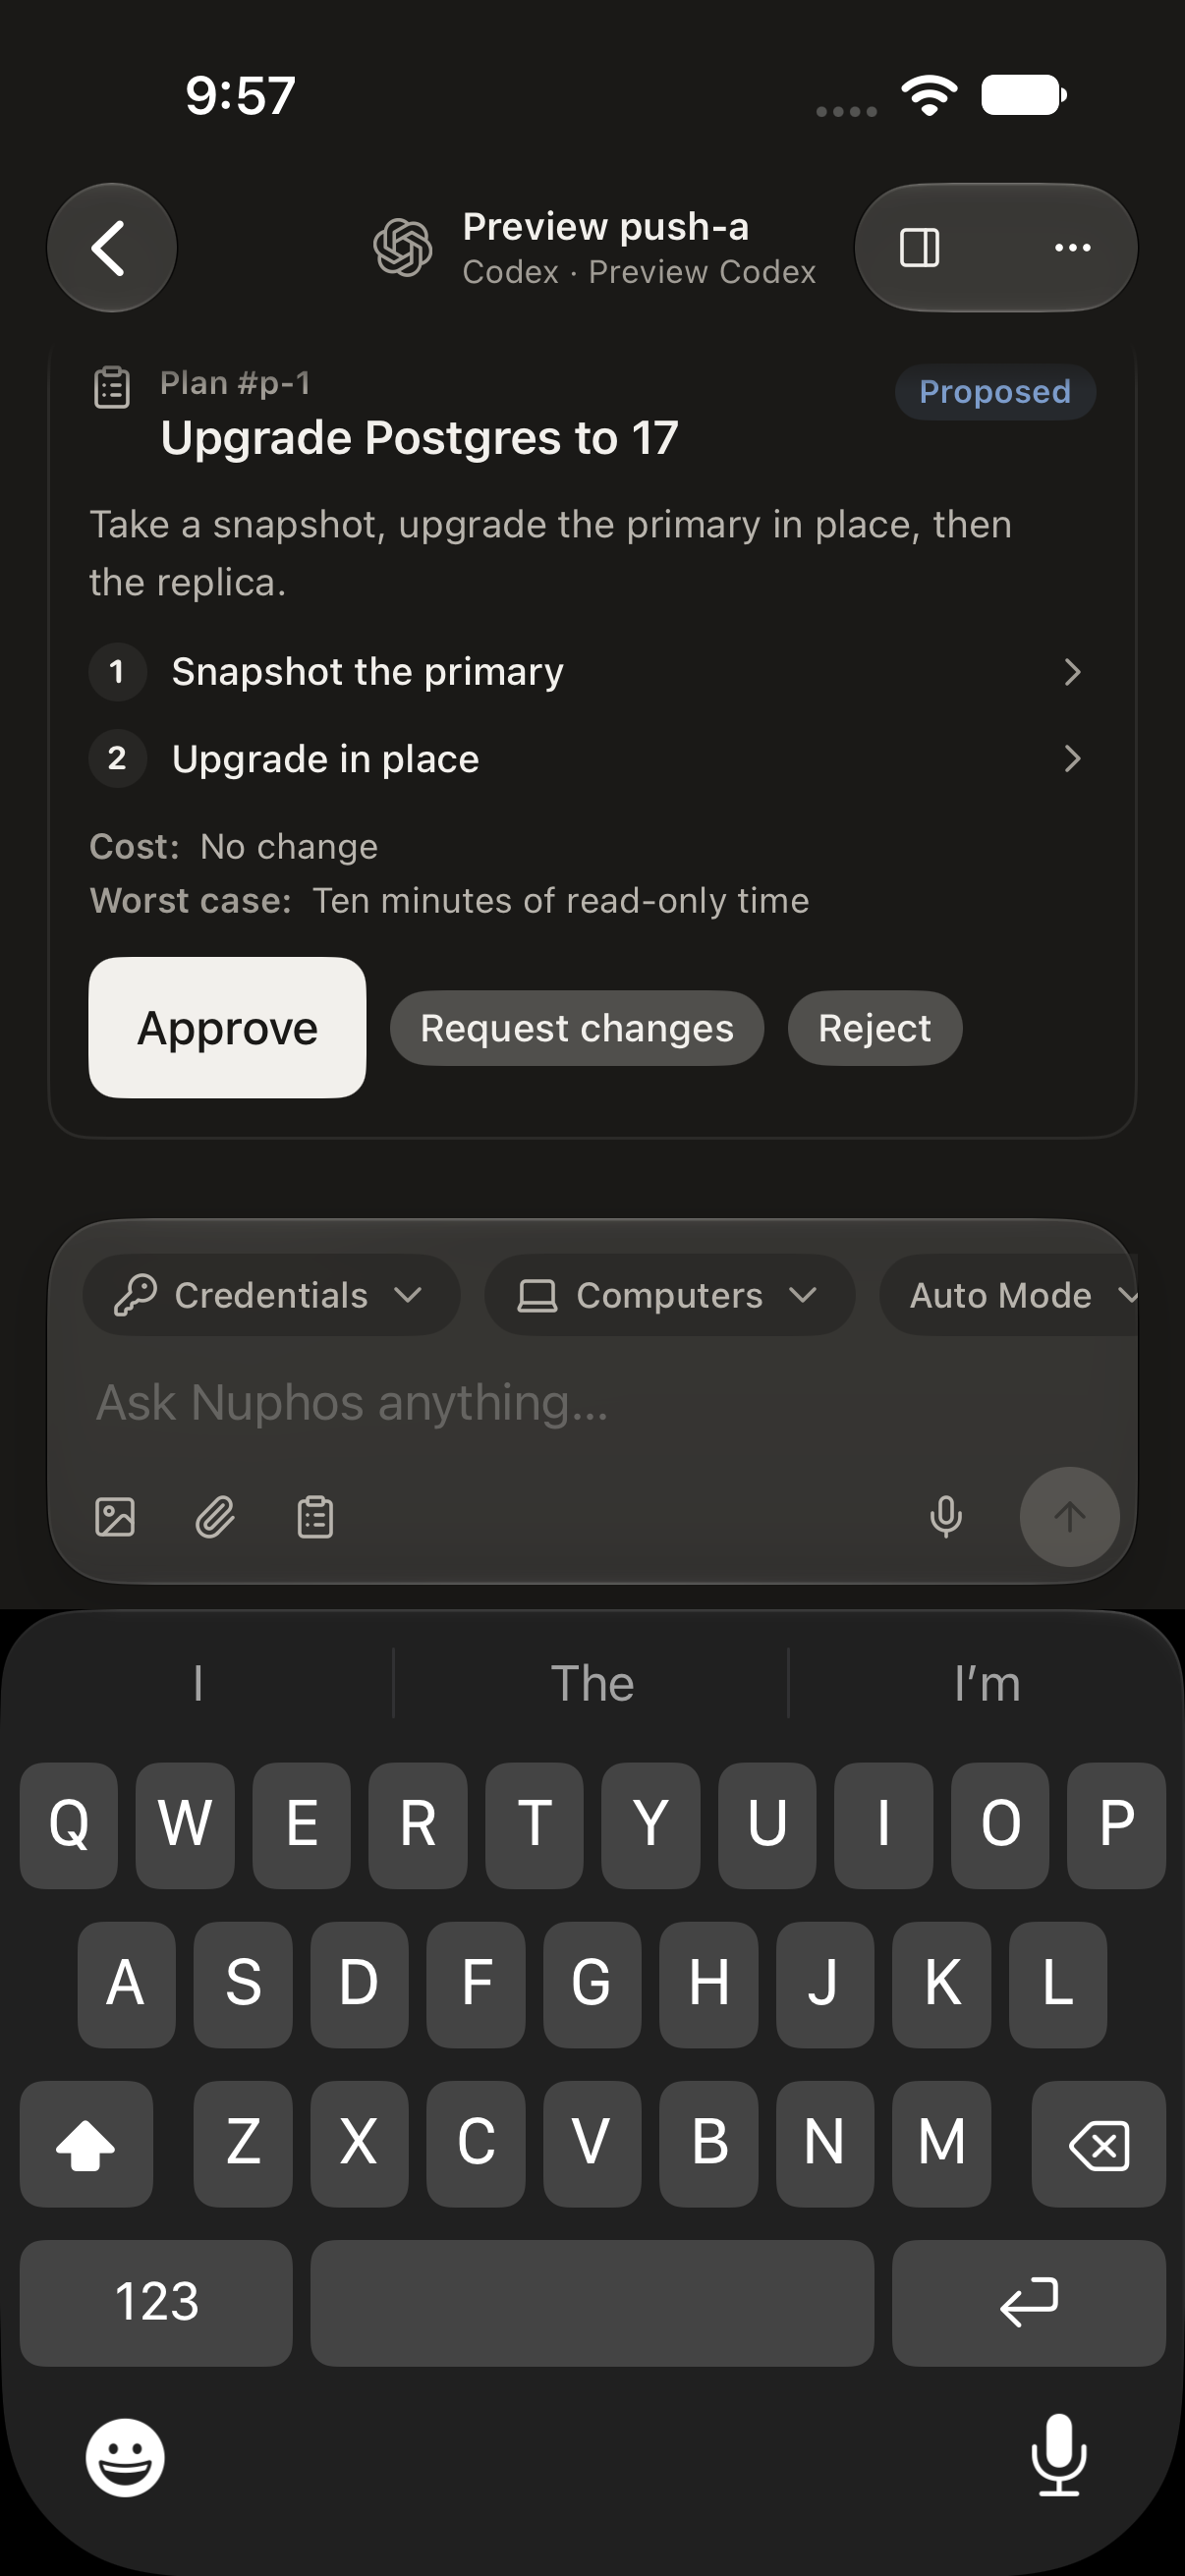 9:57
Preview push-a
Codex · Preview Codex
Plan #p-1
Proposed
Upgrade Postgres to 17
Take a snapshot, upgrade the primary in place, then
the replica.
1 Snapshot the primary
2 Upgrade in place
Cost: No change
Worst case: Ten minutes of read-only time
Approve Request changes Reject
Credentials Computers Auto Mode
Ask Nuphos anything...
I The I’m
Q W E R T Y U I O P
A S D F G H J K L
Z X C V B N M
123